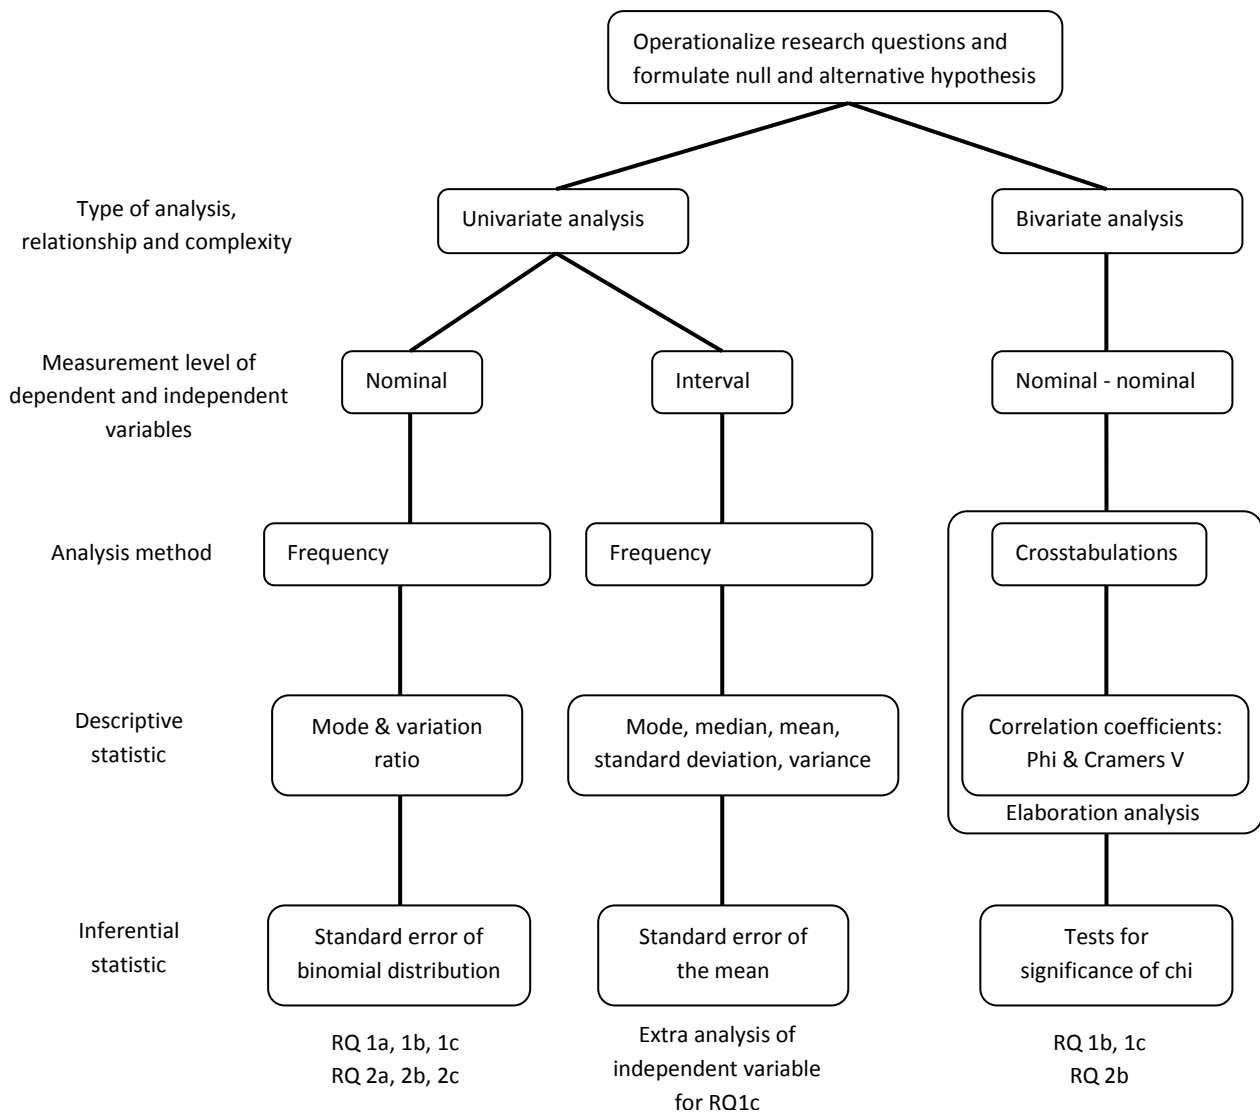 Operationalize research questions and
formulate null and alternative hypothesis
Type of analysis,
relationship and complexity
Univariate analysis
Bivariate analysis
Measurement level of
dependent and independent
variables
Nominal
Interval
Nominal - nominal
Analysis method
Frequency
Frequency
Crosstabulations
Descriptive
statistic
Mode & variation
ratio
Mode, median, mean,
standard deviation, variance
Correlation coefficients:
Phi & Cramers V
Elaboration analysis
Inferential
statistic
Standard error of
binomial distribution
Standard error of
the mean
Tests for
significance of chi
RQ 1a, 1b, 1c
RQ 2a, 2b, 2c
Extra analysis of
independent variable
for RQ1c
RQ 1b, 1c
RQ 2b